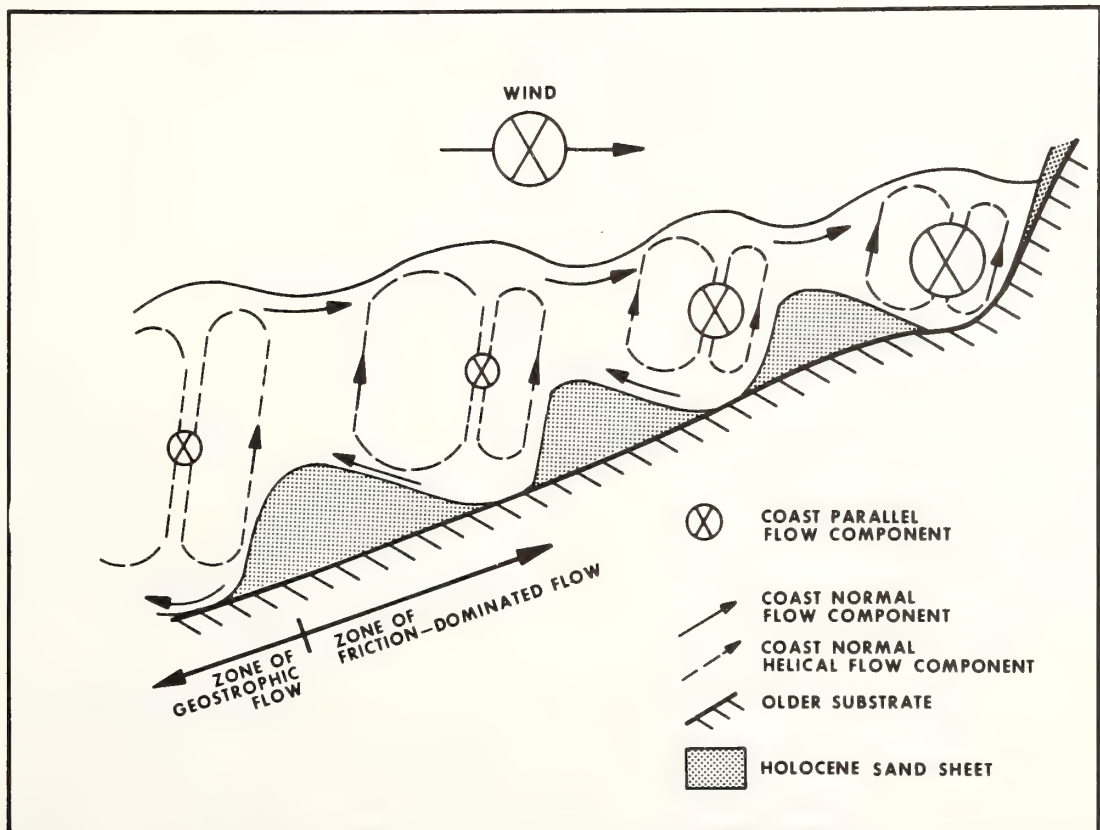 WIND
ZONE OF
FRICTION–DOMINATED FLOW
ZONE OF
GEOSTROPHIC
FLOW
COAST PARALLEL
FLOW COMPONENT
COAST NORMAL
FLOW COMPONENT
COAST NORMAL
HELICAL FLOW COMPONENT
OLDER SUBSTRATE
HOLOCENE SAND SHEET